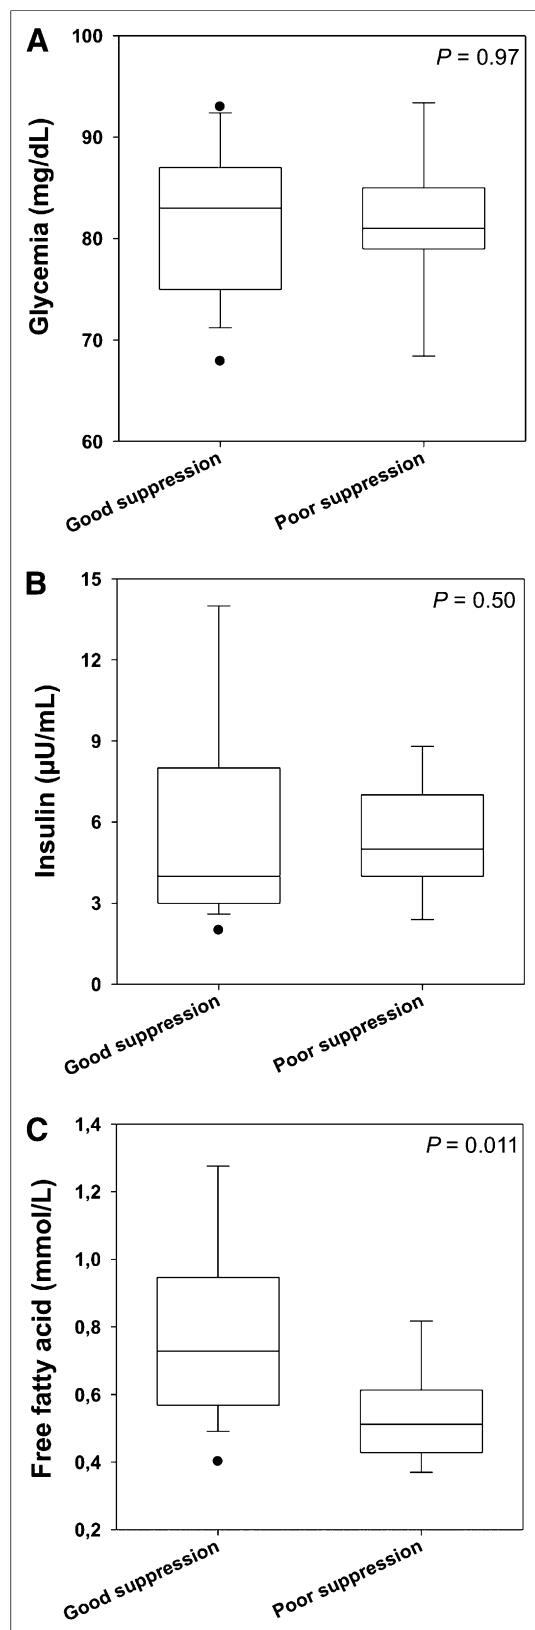 A
P = 0.97
Glycemia (mg/dL)
100
90
80
70
60
Good suppression
Poor suppression
B
P = 0.50
Insulin (µU/mL)
15
12
9
6
3
0
Good suppression
Poor suppression
C
P = 0.011
Free fatty acid (mmol/L)
1,4
1,2
1,0
0,8
0,6
0,4
0,2
Good suppression
Poor suppression